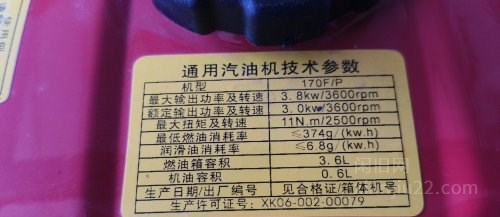 通用汽油机技术参数
机型 170F/P
最大输出功率及转速 3.8kw/3600rpm
额定输出功率及转速 3.0kw/3600rpm
最大扭矩及转速 11N.m/2500rpm
最低燃油消耗率 ≤374g/(kw.h)
润滑油消耗率 ≤6.8g/(kw.h)
燃油箱容积 3.6L
机油容积 0.6L
生产日期/出厂编号 见合格证/箱体机号
生产许可证号: XK06-002-00079